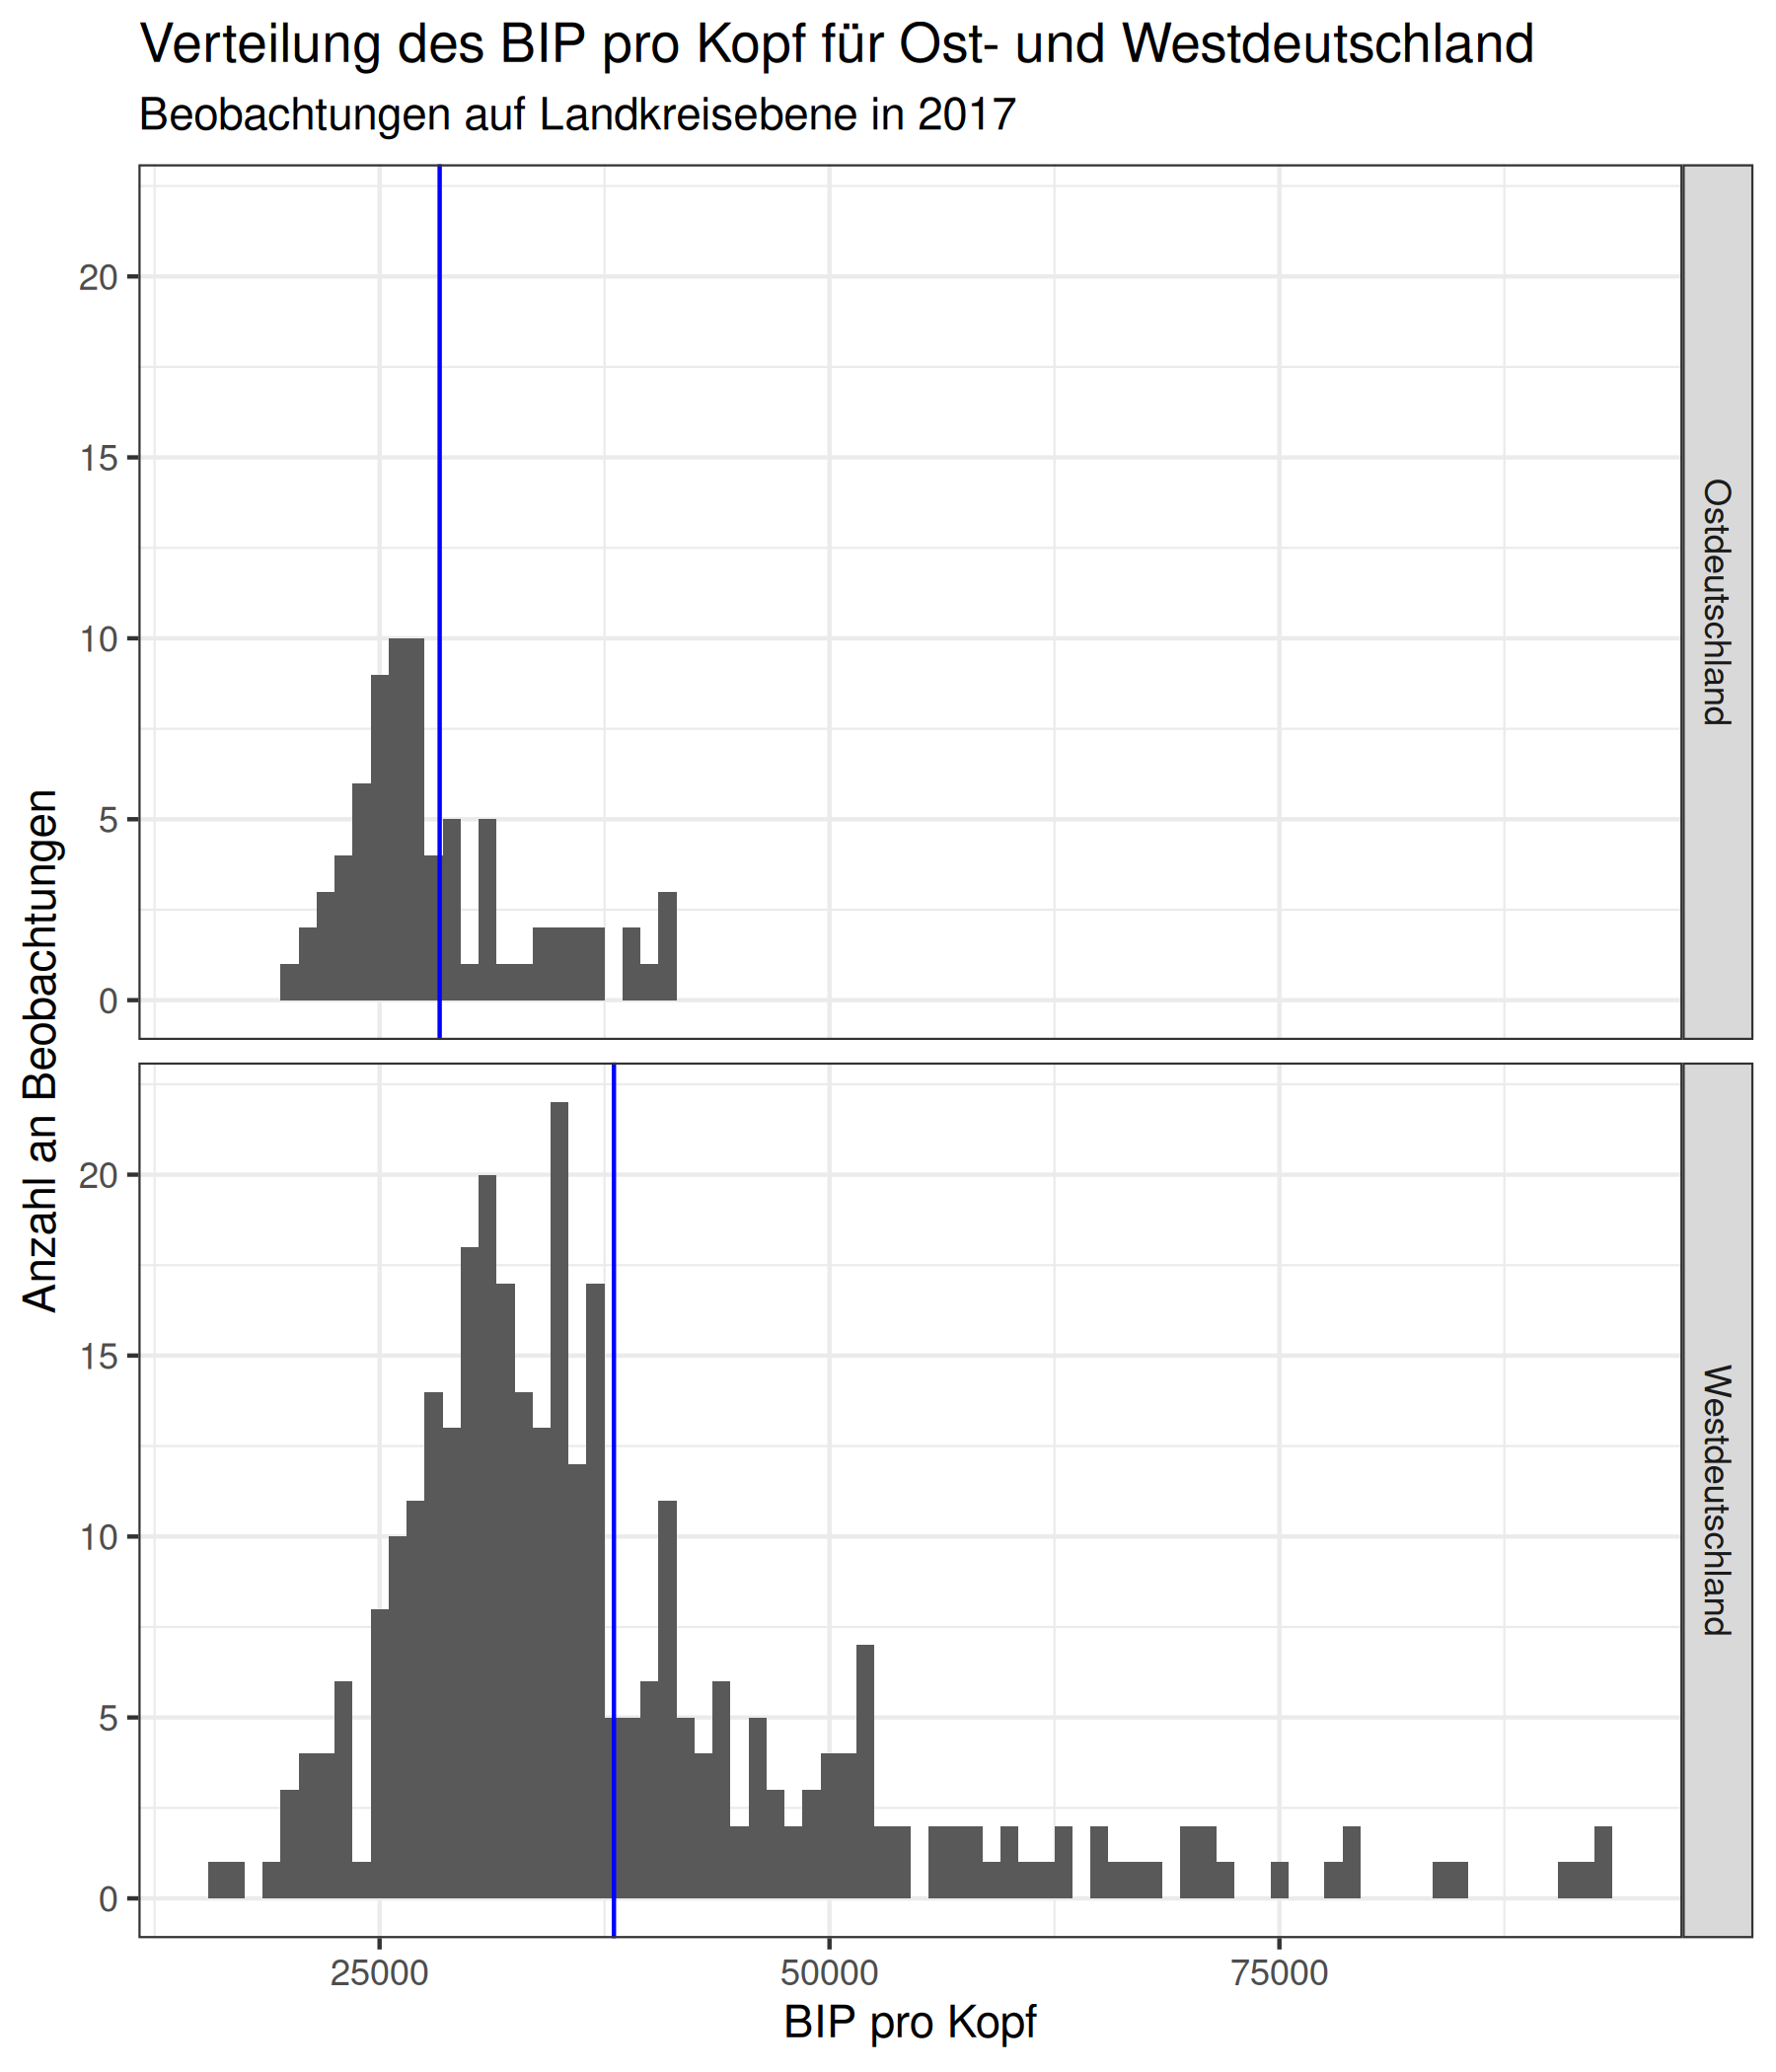 Verteilung des BIP pro Kopf für Ost- und Westdeutschland
Beobachtungen auf Landkreisebene in 2017
Anzahl an Beobachtungen
20
15
10
5
0
Ostdeutschland
20
15
10
5
0
Westdeutschland
25000
50000
75000
BIP pro Kopf